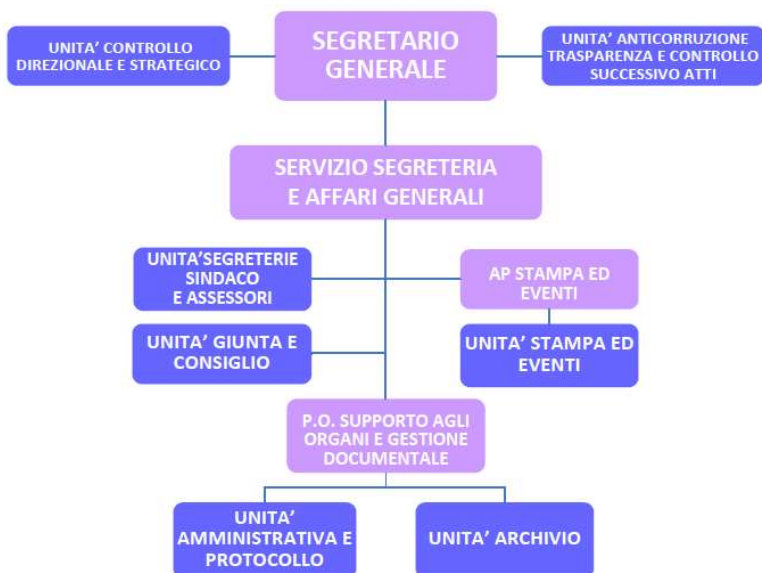 UNITA’ CONTROLLO
DIREZIONALE E STRATEGICO
SEGRETARIO
GENERALE
UNITA’ ANTICORRUZIONE
TRASPARENZA E CONTROLLO
SUCCESSIVO ATTI
SERVIZIO SEGRETERIA
E AFFARI GENERALI
UNITA’SEGRETERIE
SINDACO
E ASSESSORI
AP STAMPA ED
EVENTI
UNITA’ GIUNTA E
CONSIGLIO
UNITA’ STAMPA ED
EVENTI
P.O. SUPPORTO AGLI
ORGANI E GESTIONE
DOCUMENTALE
UNITA’
AMMINISTRATIVA E
PROTOCOLLO
UNITA’ ARCHIVIO